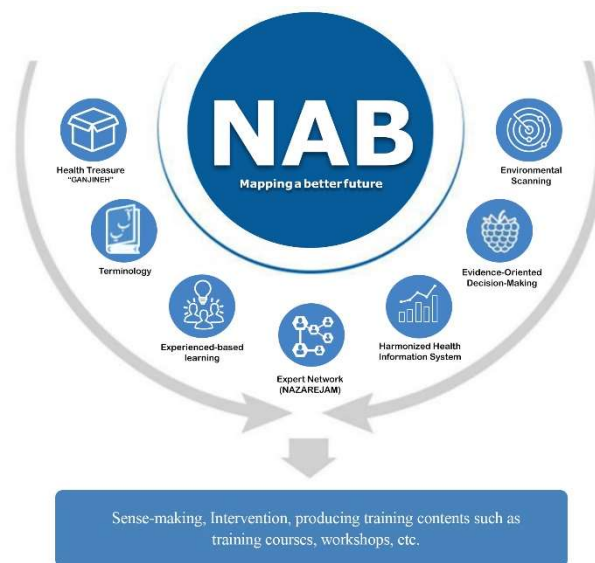 NAB
Mapping a better future
Health Treasure
"GANJINEH"
Terminology
Experienced-based
learning
Expert Network
(NAZAREJAM)
Harmonized Health
Information System
Evidence-Oriented
Decision-Making
Environmental
Scanning
Sense-making, Intervention, producing training contents such as
training courses, workshops, etc.